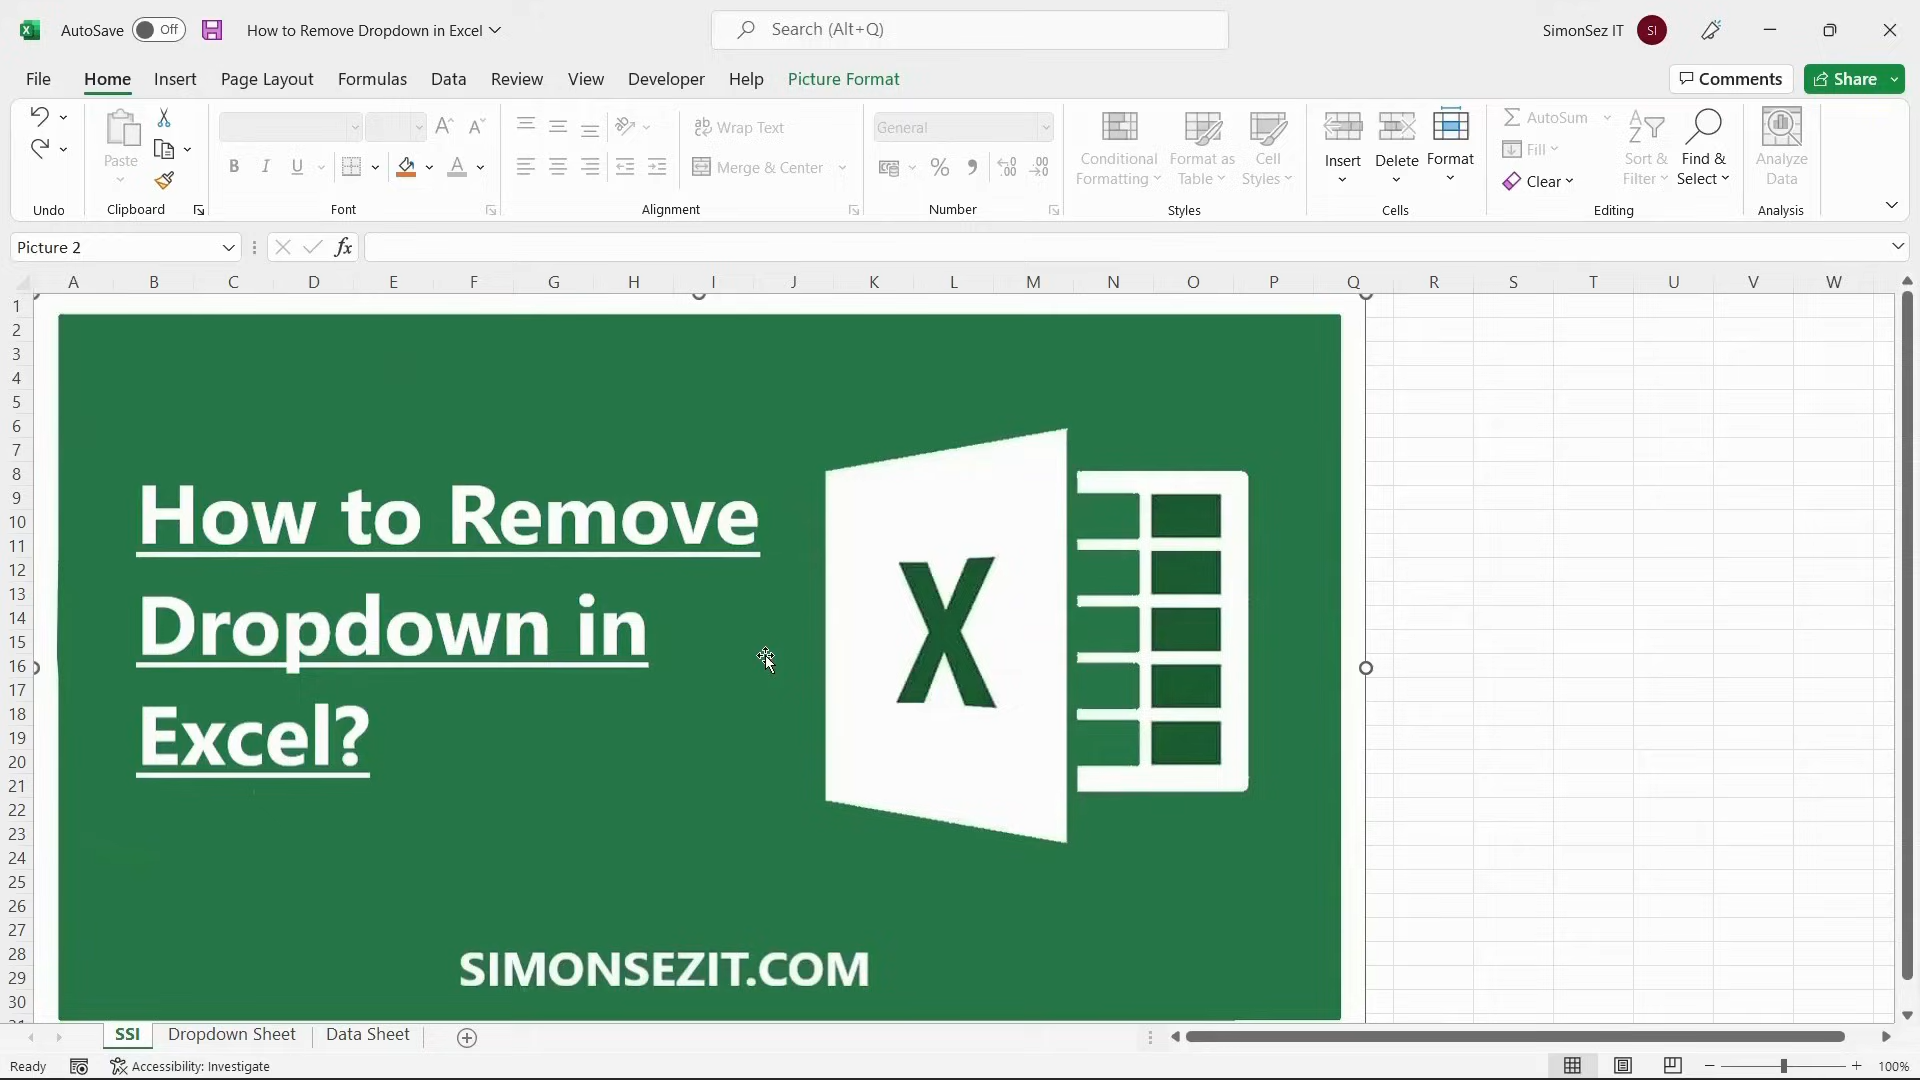 AutoSave Off How to Remove Dropdown in Excel Search (Alt+Q) SimonSez IT SI
File Home Insert Page Layout Formulas Data Review View Developer Help Picture Format Comments Share
Paste
Undo Clipboard
B I U A
Font
ab Wrap Text
Merge & Center
Alignment
General
% 9 .00
Number
Conditional Formatting
Format as Table
Cell Styles
Styles
Insert Delete Format
Cells
AutoSum
Fill
Clear
Sort & Filter
Find & Select
Editing
Analyze Data
Analysis
Picture 2 fx
A B C D E F G H I J K L M N O P Q R S T U V W
1
2
3
4
5
6
7
8
9
10
11
12
13
14
15
16
17
18
19
20
21
22
23
24
25
26
27
28
29
30
How to Remove
Dropdown in
Excel?
X
SIMONSEZIT.COM
SSI Dropdown Sheet Data Sheet
Ready Accessibility: Investigate 100%